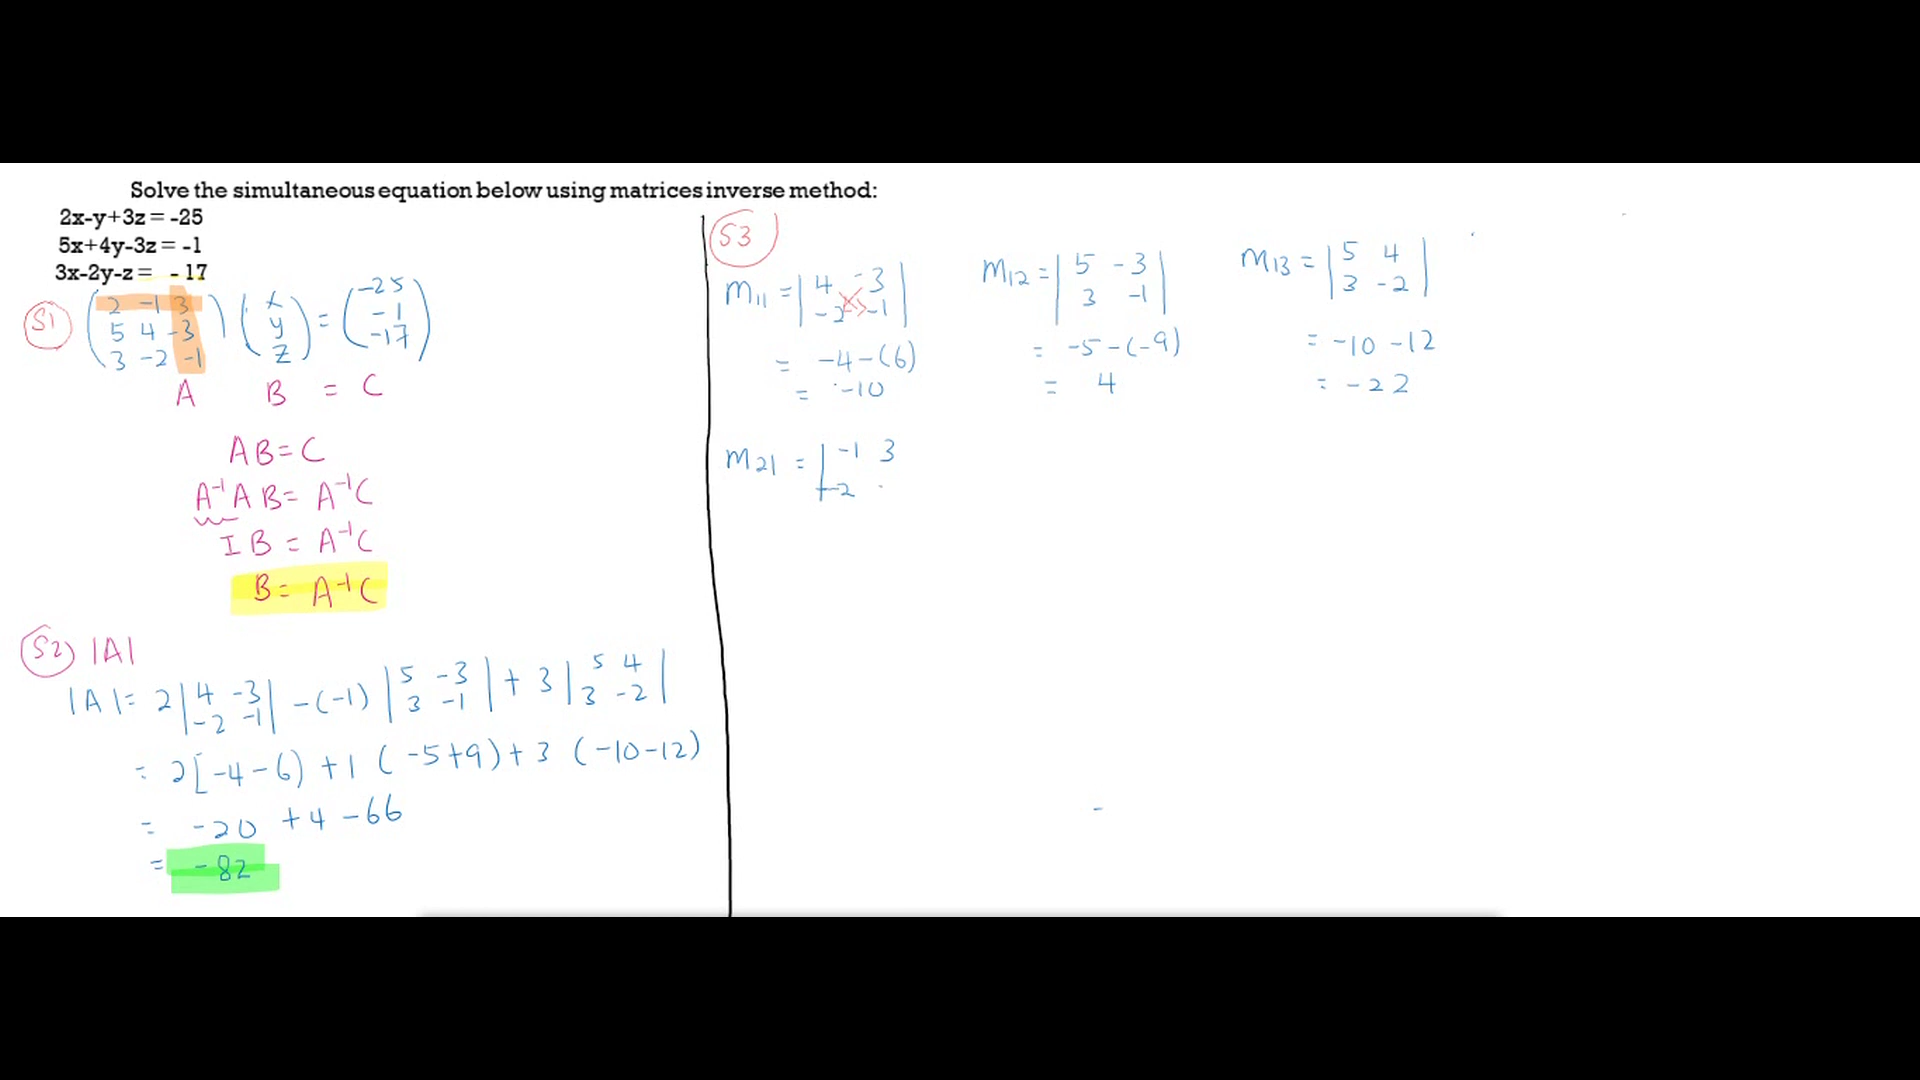 Solve the simultaneous equation below using matrices inverse method:
2x-y+3z = -25
5x+4y-3z = -1
3x-2y-z = - 17
S1
( 2 -1 3 ) ( x ) = ( -25 )
5 4 -3 y -1
3 -2 -1 z -17
A B = C
AB = C
A⁻¹A B = A⁻¹C
I B = A⁻¹C
B = A⁻¹C
S2 |A|
|A| = 2 | 4 -3 | - (-1) | 5 -3 | + 3 | 5 4 |
-2 -1 3 -1 3 -2
= 2[-4-6) +1 (-5+9) + 3 (-10-12)
= -20 +4 -66
= -82
S3
M11 = | 4 -3 |
-2 -1
= -4-(6)
= -10
M12 = | 5 -3 |
3 -1
= -5-(-9)
= 4
M13 = | 5 4 |
3 -2
= -10-12
= -22
M21 = | -1 3
-2